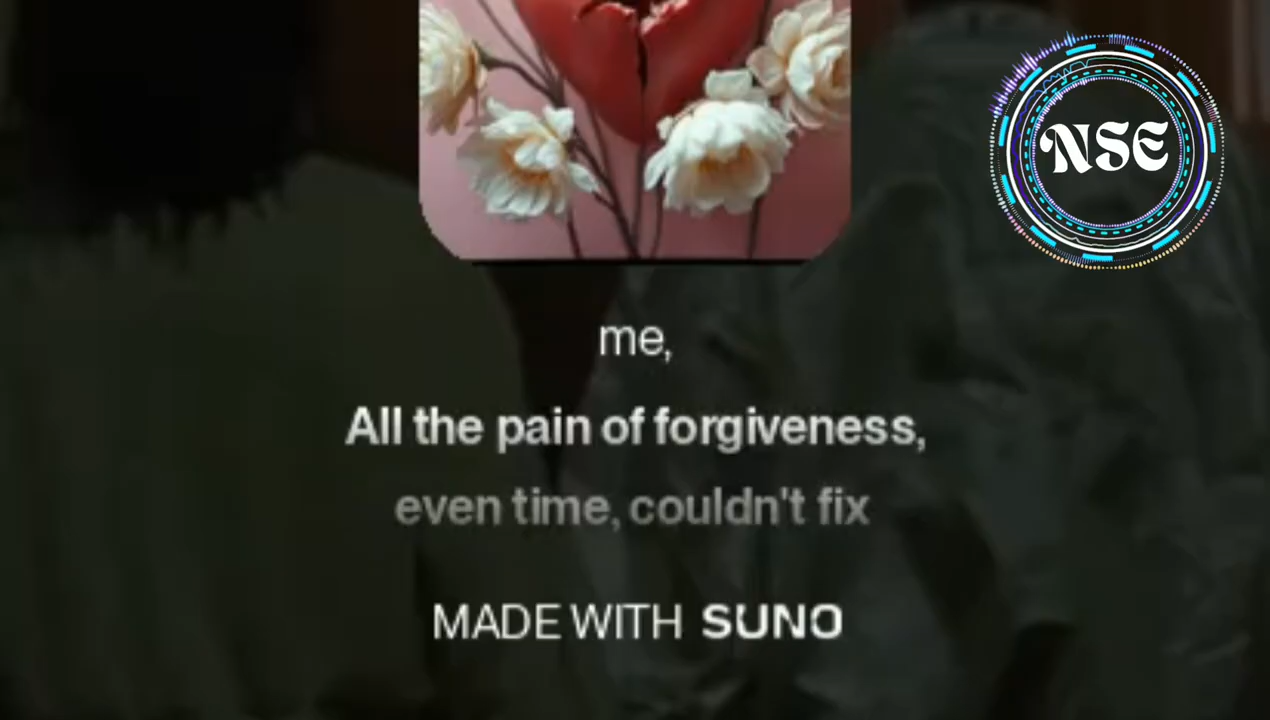 NSE
me,
All the pain of forgiveness,
even time, couldn't fix
MADE WITH SUNO